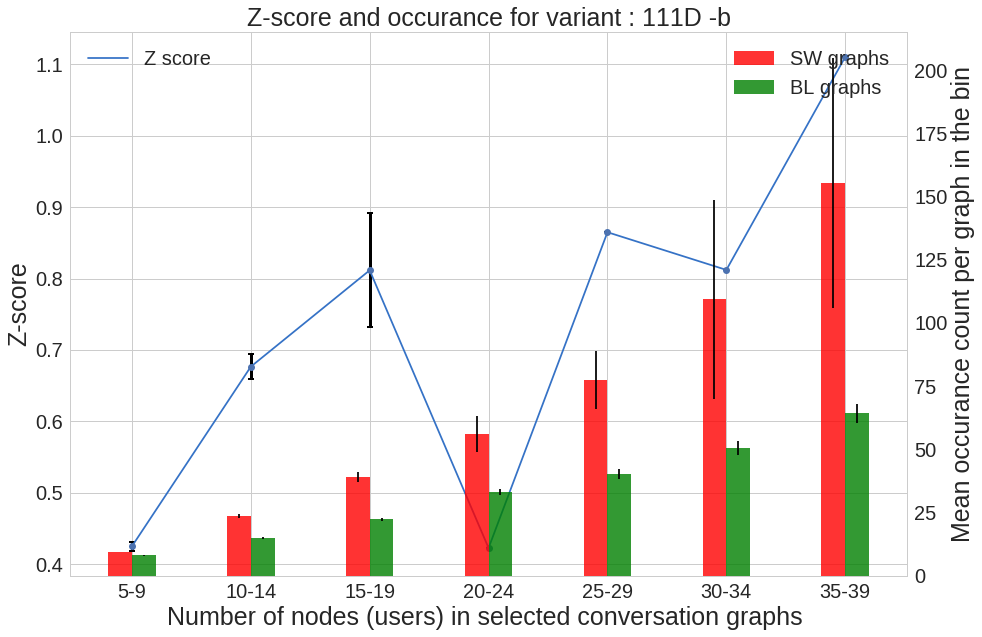 Z-score and occurance for variant : 111D -b
Z score
SW graphs
BL graphs
1.1
1.0
0.9
0.8
0.7
0.6
0.5
0.4
Z-score
200
175
150
125
100
75
50
25
0
Mean occurance count per graph in the bin
5-9 10-14 15-19 20-24 25-29 30-34 35-39
Number of nodes (users) in selected conversation graphs